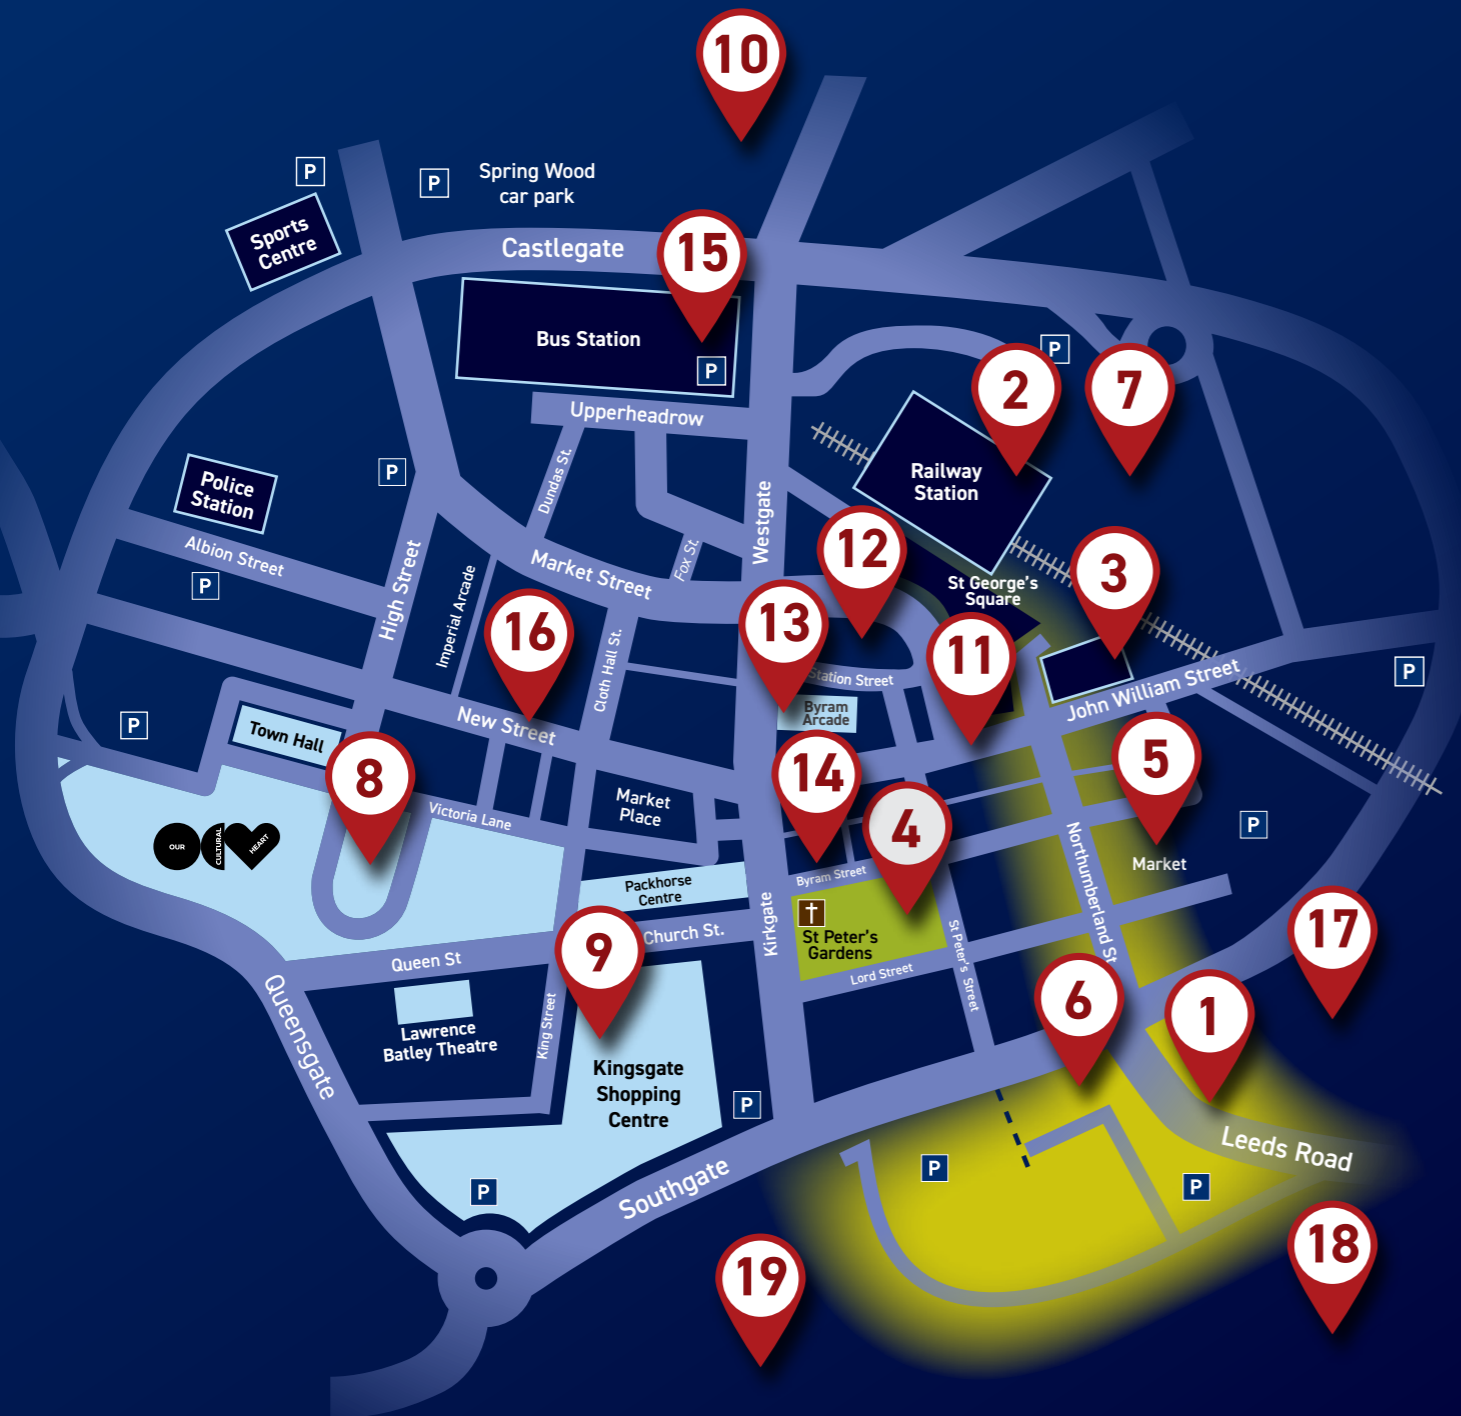 10
P
P
Spring Wood
car park
Sports
Centre
Castlegate
15
Bus Station
P
P
2
7
Upperheadrow
Railway
Station
Police
Station
P
Dundas St.
Westgate
Albion Street
P
High Street
Imperial Arcade
Market Street
Fox St.
12
St George's
Square
3
16
Cloth Hall St.
13
11
Station Street
Byram
Arcade
John William Street
P
P
Town Hall
New Street
8
14
5
4
Market
Place
Victoria Lane
OUR
CULTURAL
HEART
P
Northumberland St
Market
Byram Street
Packhorse
Centre
Kirkgate
St Peter's
Gardens
Church St.
9
Queen St
Lord Street
St Peter's Street
17
6
1
Queensgate
Lawrence
Batley Theatre
King Street
Kingsgate
Shopping
Centre
P
Leeds Road
P
P
P
Southgate
18
19